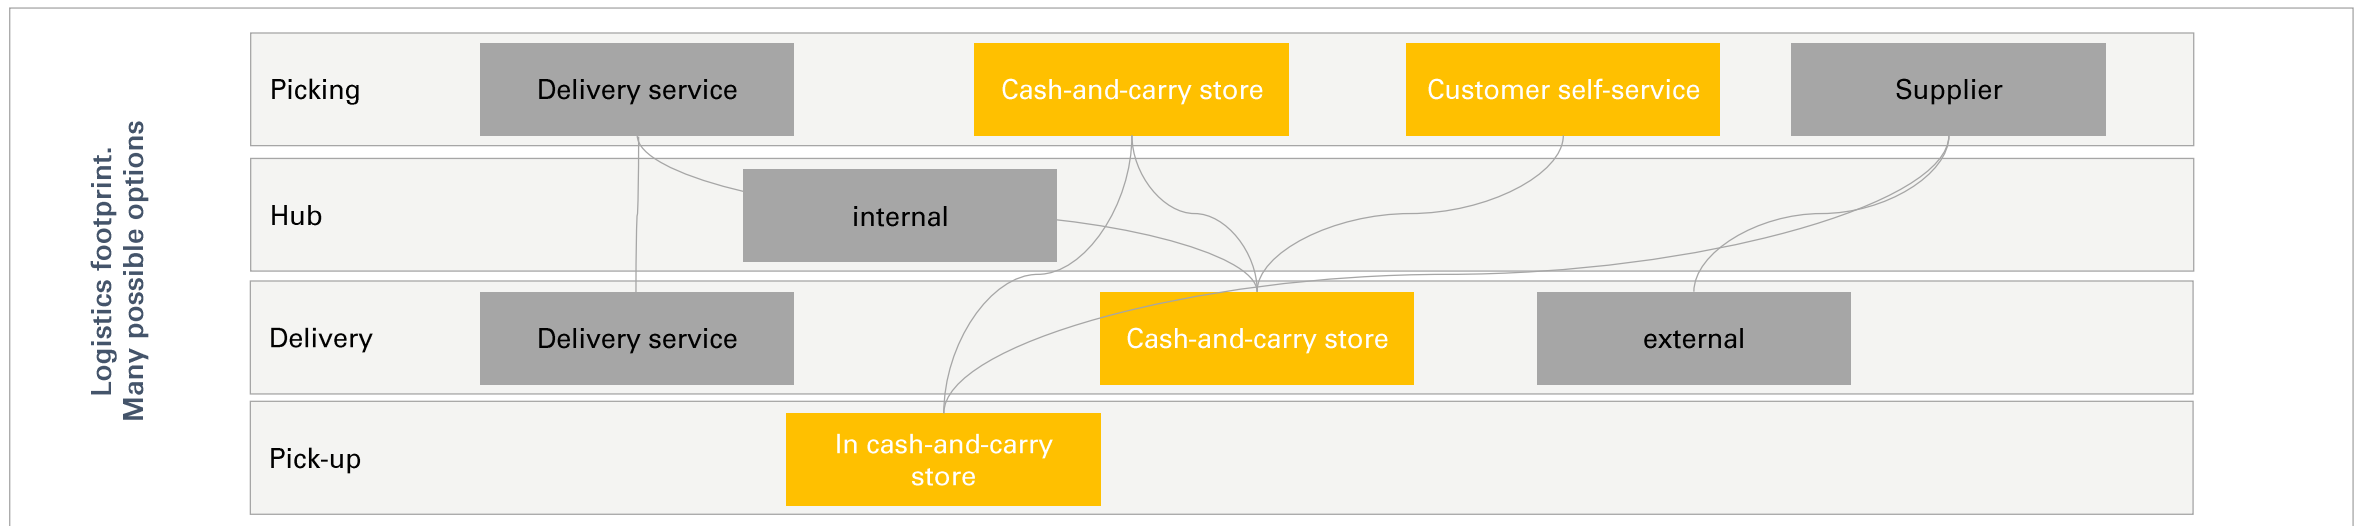 Logistics footprint.
Many possible options
Picking
Delivery service
Cash-and-carry store
Customer self-service
Supplier
Hub
internal
Delivery
Delivery service
Cash-and-carry store
external
Pick-up
In cash-and-carry
store